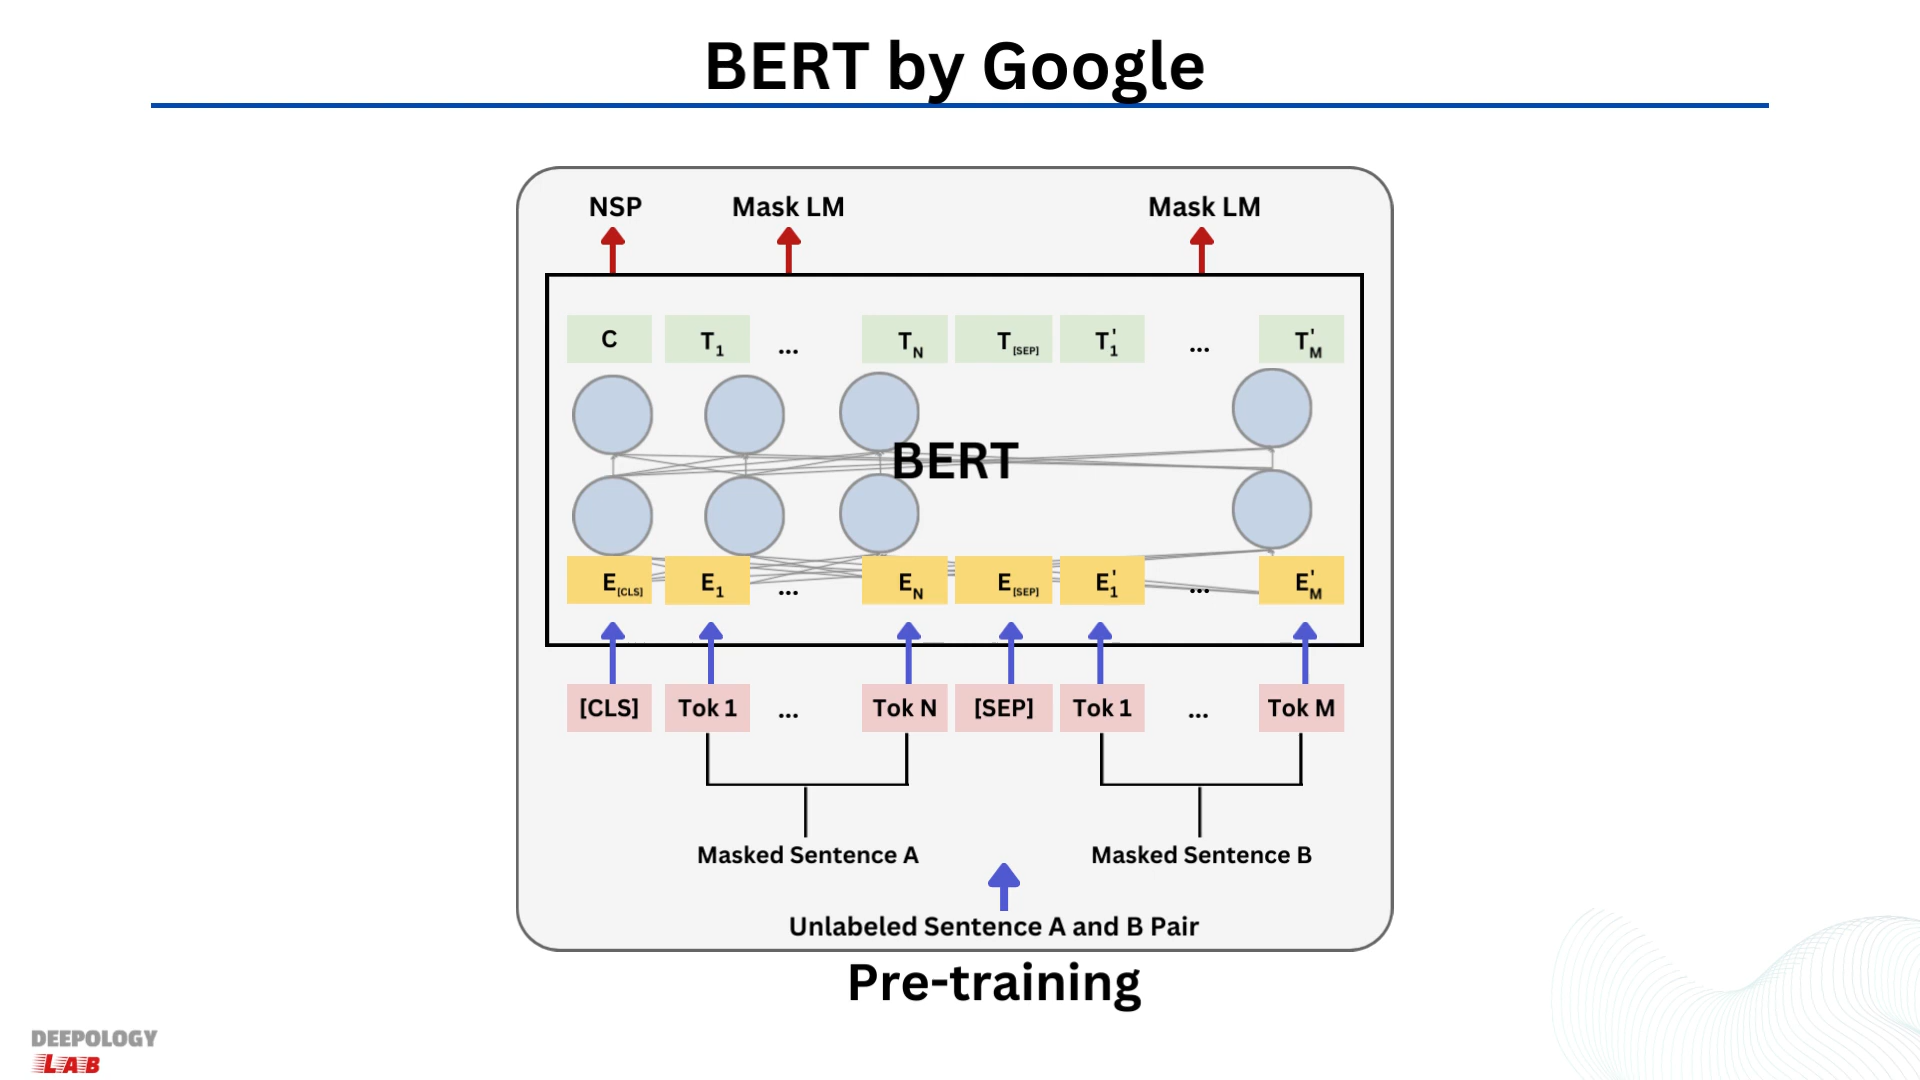 BERT by Google
NSP Mask LM Mask LM
C T1 ... TN T[SEP] T'1 ... T'M
BERT
E[CLS] E1 ... EN E[SEP] E'1 ... E'M
[CLS] Tok 1 ... Tok N [SEP] Tok 1 ... Tok M
Masked Sentence A Masked Sentence B
Unlabeled Sentence A and B Pair
Pre-training
DEEPOLOGY
LAB